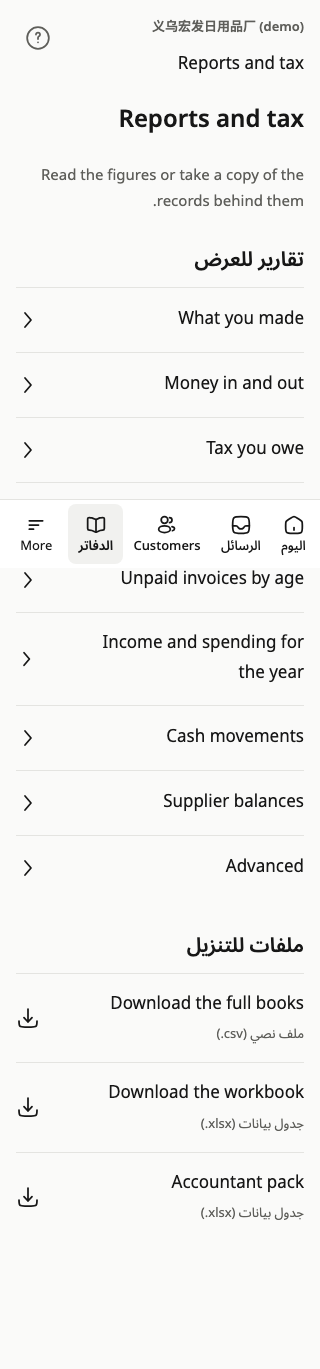 义乌宏发日用品厂 (demo)
Reports and tax
Reports and tax
Read the figures or take a copy of the
records behind them.
تقارير للعرض
What you made
Money in and out
Tax you owe
اليوم
الرسائل
Customers
الدفاتر
More
Unpaid invoices by age
Income and spending for
the year
Cash movements
Supplier balances
Advanced
ملفات للتنزيل
Download the full books
ملف نصي (.csv)
Download the workbook
جدول بيانات (.xlsx)
Accountant pack
جدول بيانات (.xlsx)